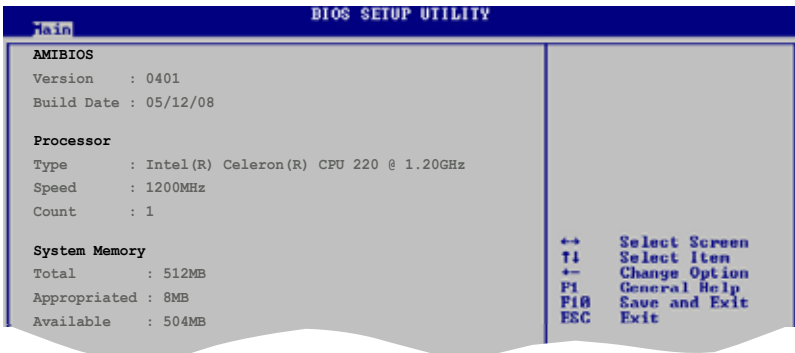 BIOS SETUP UTILITY
Main
AMIBIOS
Version : 0401
Build Date : 05/12/08
Processor
Type : Intel(R) Celeron(R) CPU 220 @ 1.20GHz
Speed : 1200MHz
Count : 1
System Memory
Total : 512MB
Appropriated : 8MB
Available : 504MB
↔ Select Screen
↑↓ Select Item
+- Change Option
F1 General Help
F10 Save and Exit
ESC Exit